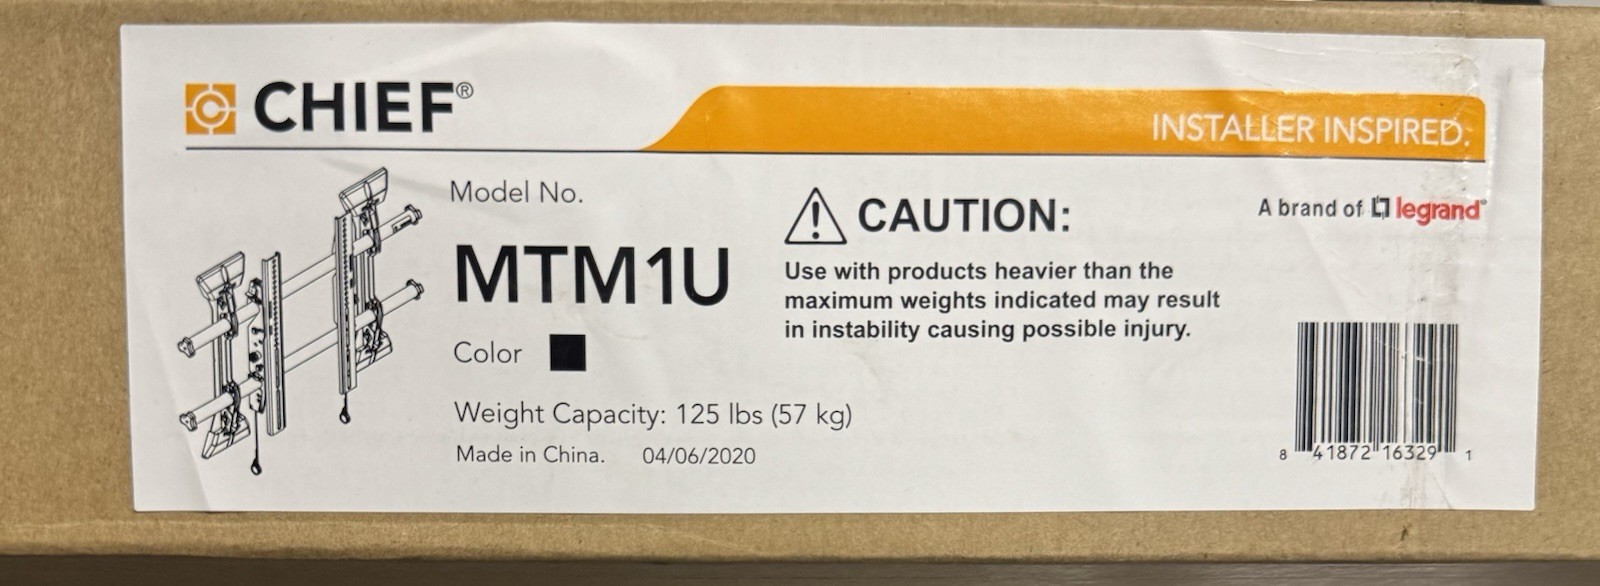 CHIEF®
INSTALLER INSPIRED.
Model No.
MTM1U
Color
Weight Capacity: 125 lbs (57 kg)
Made in China. 04/06/2020
CAUTION:
Use with products heavier than the
maximum weights indicated may result
in instability causing possible injury.
A brand of legrand®
8 41872 16329 1